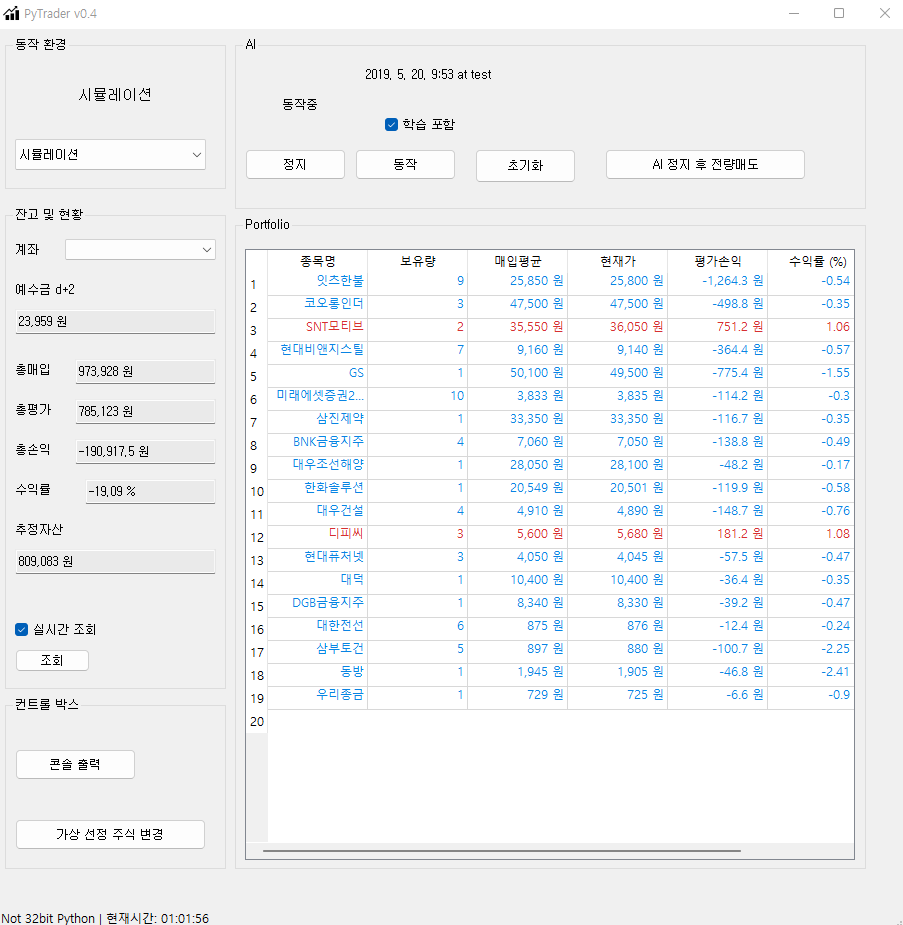 PyTrader v0.4
동작 환경
시뮬레이션
시뮬레이션
AI
2019. 5. 20. 9:53 at test
동작중
학습 포함
정지 동작 초기화 AI 정지 후 전량매도
잔고 및 현황
계좌
예수금 d+2
23,959 원
총매입 973,928 원
총평가 785,123 원
총손익 -190,917.5 원
수익률 -19.09 %
추정자산
809,083 원
실시간 조회
조회
컨트롤 박스
콘솔 출력
가상 선정 주식 변경
Portfolio
종목명 보유량 매입평균 현재가 평가손익 수익률 (%)
1 잇츠한불 9 25,850 원 25,800 원 -1,264.3 원 -0.54
2 코오롱인더 3 47,500 원 47,500 원 -498.8 원 -0.35
3 SNT모티브 2 35,550 원 36,050 원 751.2 원 1.06
4 현대비앤지스틸 7 9,160 원 9,140 원 -364.4 원 -0.57
5 GS 1 50,100 원 49,500 원 -775.4 원 -1.55
6 미래에셋증권2... 10 3,833 원 3,835 원 -114.2 원 -0.3
7 삼진제약 1 33,350 원 33,350 원 -116.7 원 -0.35
8 BNK금융지주 4 7,060 원 7,050 원 -138.8 원 -0.49
9 대우조선해양 1 28,050 원 28,100 원 -48.2 원 -0.17
10 한화솔루션 1 20,549 원 20,501 원 -119.9 원 -0.58
11 대우건설 4 4,910 원 4,890 원 -148.7 원 -0.76
12 디피씨 3 5,600 원 5,680 원 181.2 원 1.08
13 현대퓨처넷 3 4,050 원 4,045 원 -57.5 원 -0.47
14 대덕 1 10,400 원 10,400 원 -36.4 원 -0.35
15 DGB금융지주 1 8,340 원 8,330 원 -39.2 원 -0.47
16 대한전선 6 875 원 876 원 -12.4 원 -0.24
17 삼부토건 5 897 원 880 원 -100.7 원 -2.25
18 동방 1 1,945 원 1,905 원 -46.8 원 -2.41
19 우리종금 1 729 원 725 원 -6.6 원 -0.9
20
Not 32bit Python | 현재시간: 01:01:56